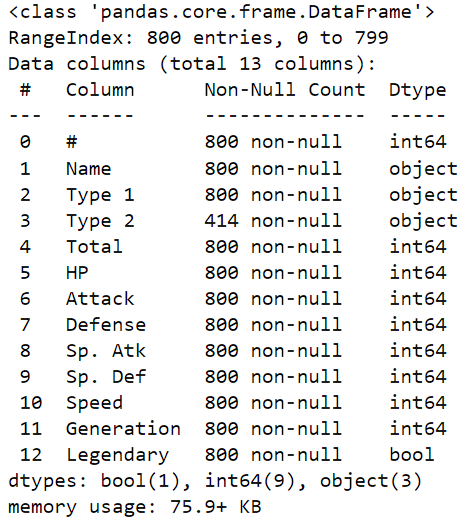 <class 'pandas.core.frame.DataFrame'>
RangeIndex: 800 entries, 0 to 799
Data columns (total 13 columns):
 #   Column      Non-Null Count  Dtype
---  ------      --------------  -----
 0   #           800 non-null    int64
 1   Name        800 non-null    object
 2   Type 1      800 non-null    object
 3   Type 2      414 non-null    object
 4   Total       800 non-null    int64
 5   HP          800 non-null    int64
 6   Attack      800 non-null    int64
 7   Defense     800 non-null    int64
 8   Sp. Atk     800 non-null    int64
 9   Sp. Def     800 non-null    int64
 10  Speed       800 non-null    int64
 11  Generation  800 non-null    int64
 12  Legendary   800 non-null    bool
dtypes: bool(1), int64(9), object(3)
memory usage: 75.9+ KB